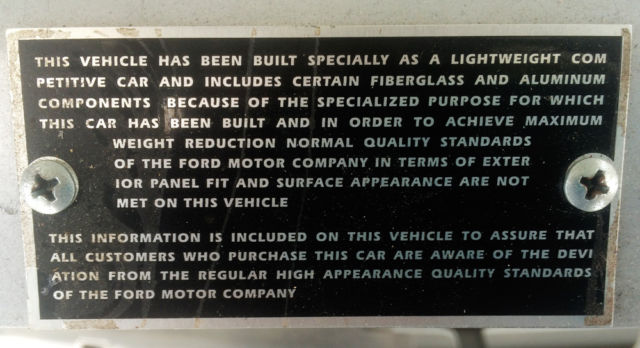 THIS VEHICLE HAS BEEN BUILT SPECIALLY AS A LIGHTWEIGHT COM
PETITIVE CAR AND INCLUDES CERTAIN FIBERGLASS AND ALUMINUM
COMPONENTS BECAUSE OF THE SPECIALIZED PURPOSE FOR WHICH
THIS CAR HAS BEEN BUILT AND IN ORDER TO ACHIEVE MAXIMUM
WEIGHT REDUCTION NORMAL QUALITY STANDARDS
OF THE FORD MOTOR COMPANY IN TERMS OF EXTER
IOR PANEL FIT AND SURFACE APPEARANCE ARE NOT
MET ON THIS VEHICLE
THIS INFORMATION IS INCLUDED ON THIS VEHICLE TO ASSURE THAT
ALL CUSTOMERS WHO PURCHASE THIS CAR ARE AWARE OF THE DEVI
ATION FROM THE REGULAR HIGH APPEARANCE QUALITY STANDARDS
OF THE FORD MOTOR COMPANY